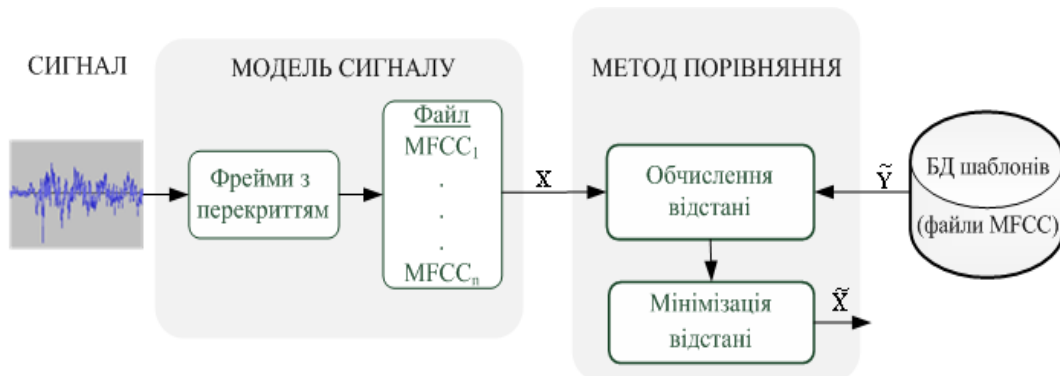 СИГНАЛ
МОДЕЛЬ СИГНАЛУ
Фрейми з
перекриттям
Файл
MFCC₁
.
.
.
MFCCₙ
X
МЕТОД ПОРІВНЯННЯ
Обчислення
відстані
Мінімізація
відстані
Ỹ
X̃
БД шаблонів
(файли MFCC)